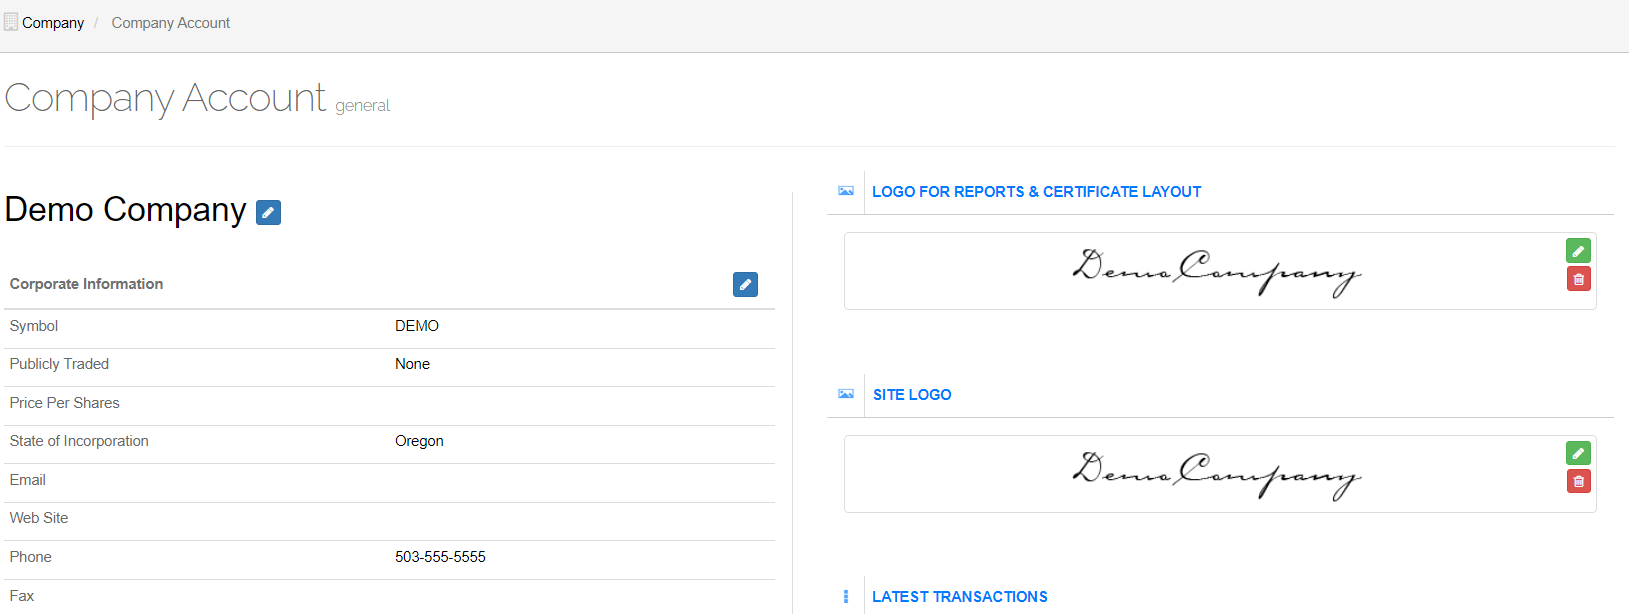 Company / Company Account
Company Account general
Demo Company
Corporate Information
Symbol DEMO
Publicly Traded None
Price Per Shares
State of Incorporation Oregon
Email
Web Site
Phone 503-555-5555
Fax
LOGO FOR REPORTS & CERTIFICATE LAYOUT
Demo Company
SITE LOGO
Demo Company
LATEST TRANSACTIONS